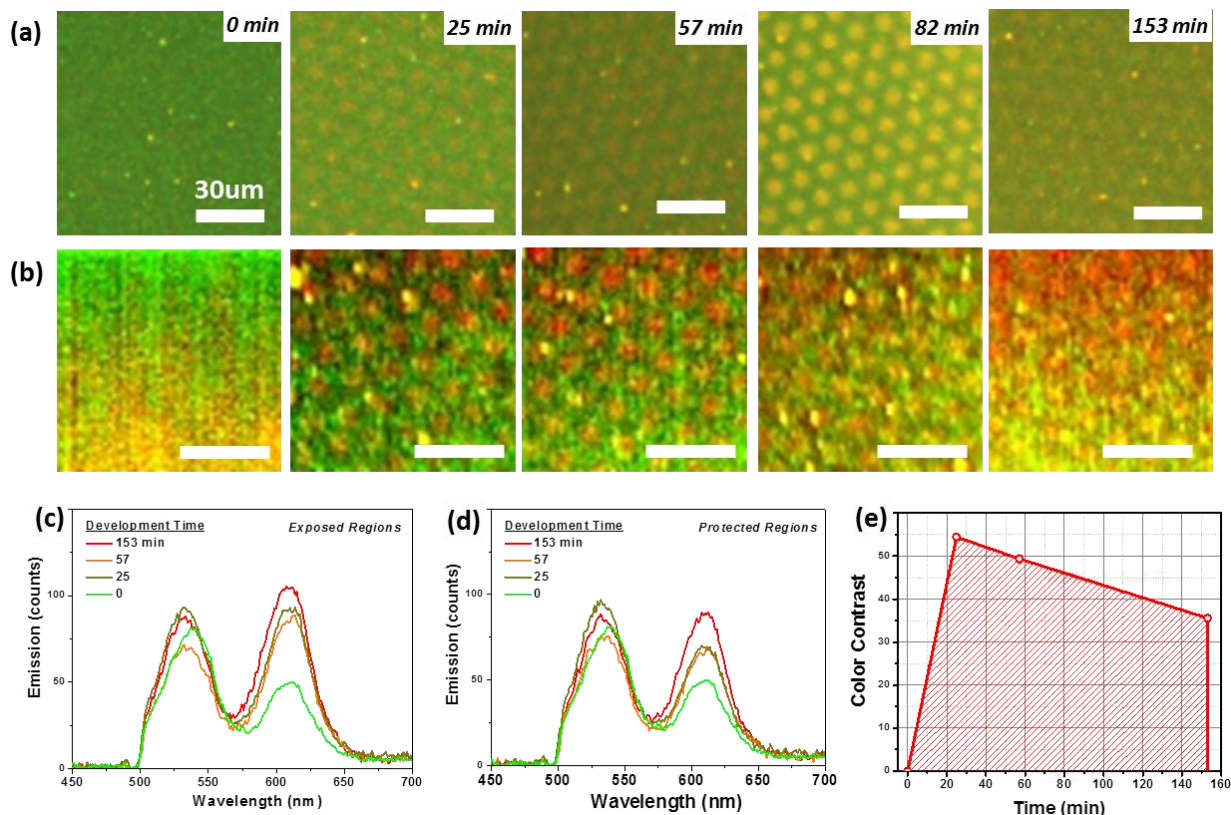 (a)
0 min
25 min
57 min
82 min
153 min
30um
(b)
(c)
Development Time
Exposed Regions
153 min
57
25
0
100
50
0
Emission (counts)
450 500 550 600 650 700
Wavelength (nm)
(d)
Development Time
Protected Regions
153 min
57
25
0
100
50
0
Emission (counts)
450 500 550 600 650 700
Wavelength (nm)
(e)
50
40
30
20
10
0
Color Contrast
0 20 40 60 80 100 120 140 160
Time (min)